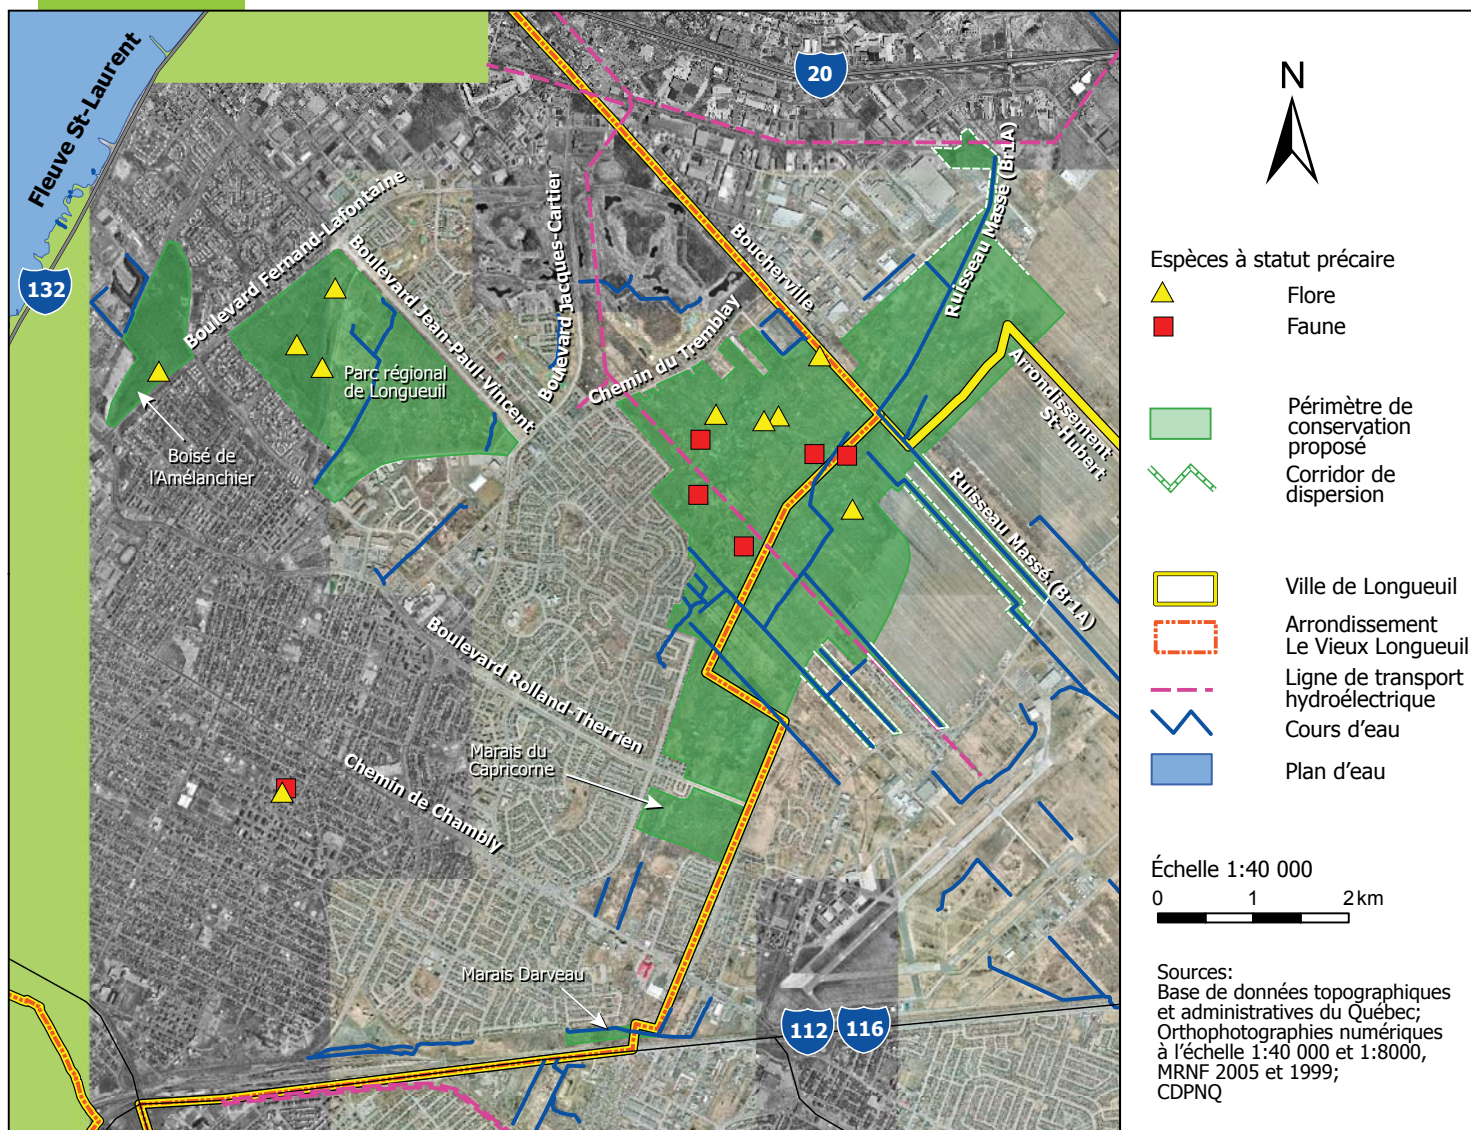 Fleuve St-Laurent
132
20
Boulevard Fernand-Lafontaine
Boulevard Jean-Paul-Vincent
Boulevard Jacques-Cartier
Chemin du Tremblay
Boucherville
Ruisseau Massé (Br1A)
Arrondissement
St-Hubert
Ruisseau Massé (Br1A)
Parc régional
de Longueuil
Boisé de
l'Amélanchier
Boulevard Rolland-Therrien
Chemin de Chambly
Marais du
Capricorne
Marais Darveau
112
116
N
Espèces à statut précaire
Flore
Faune
Périmètre de
conservation
proposé
Corridor de
dispersion
Ville de Longueuil
Arrondissement
Le Vieux Longueuil
Ligne de transport
hydroélectrique
Cours d'eau
Plan d'eau
Échelle 1:40 000
0 1 2 km
Sources:
Base de données topographiques
et administratives du Québec;
Orthophotographies numériques
à l'échelle 1:40 000 et 1:8000,
MRNF 2005 et 1999;
CDPNQ